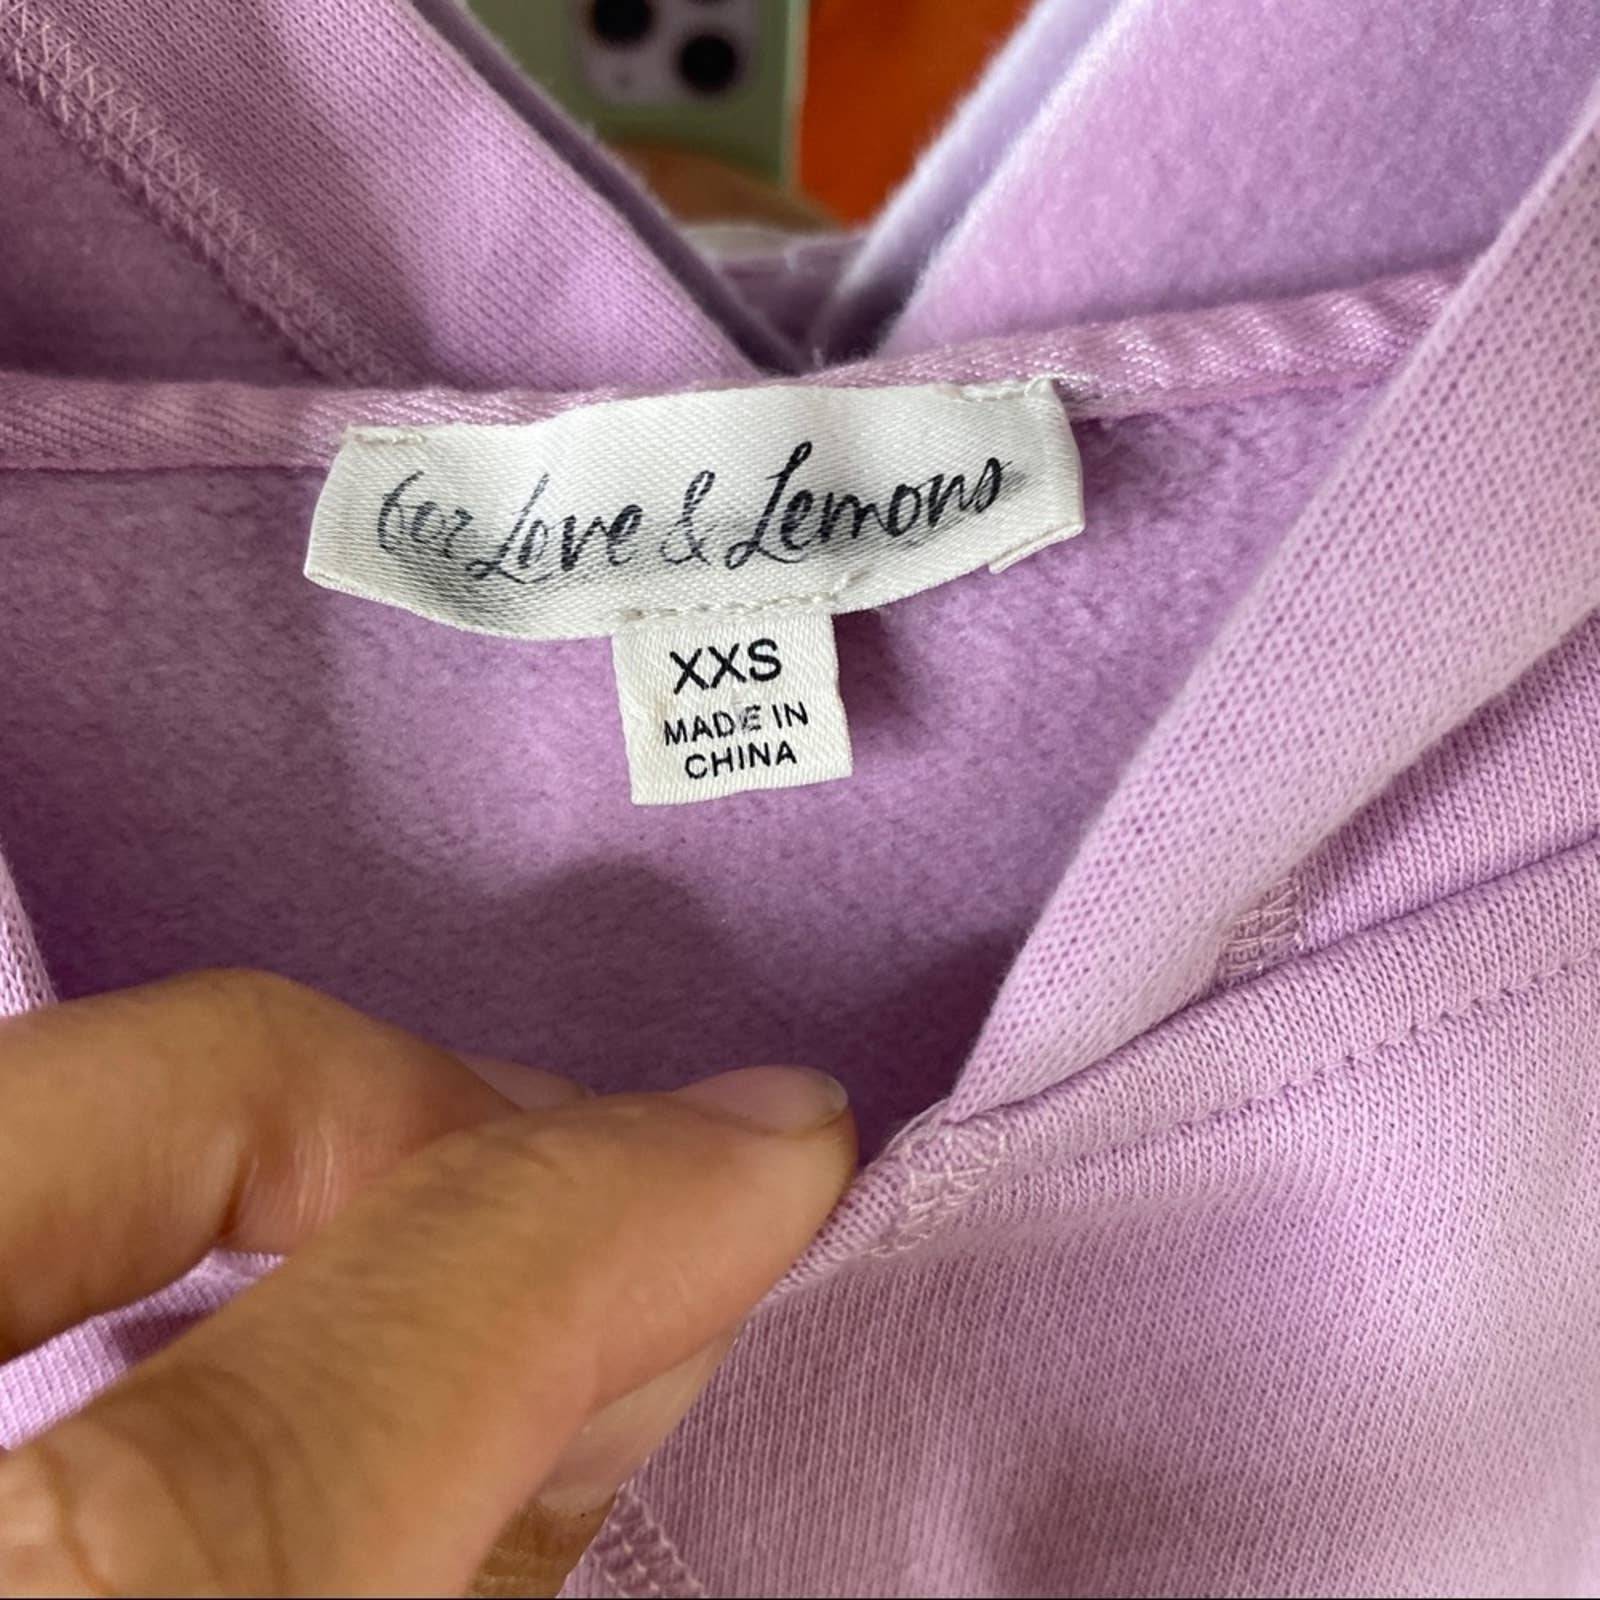 for Love & Lemons
XXS
MADE IN
CHINA